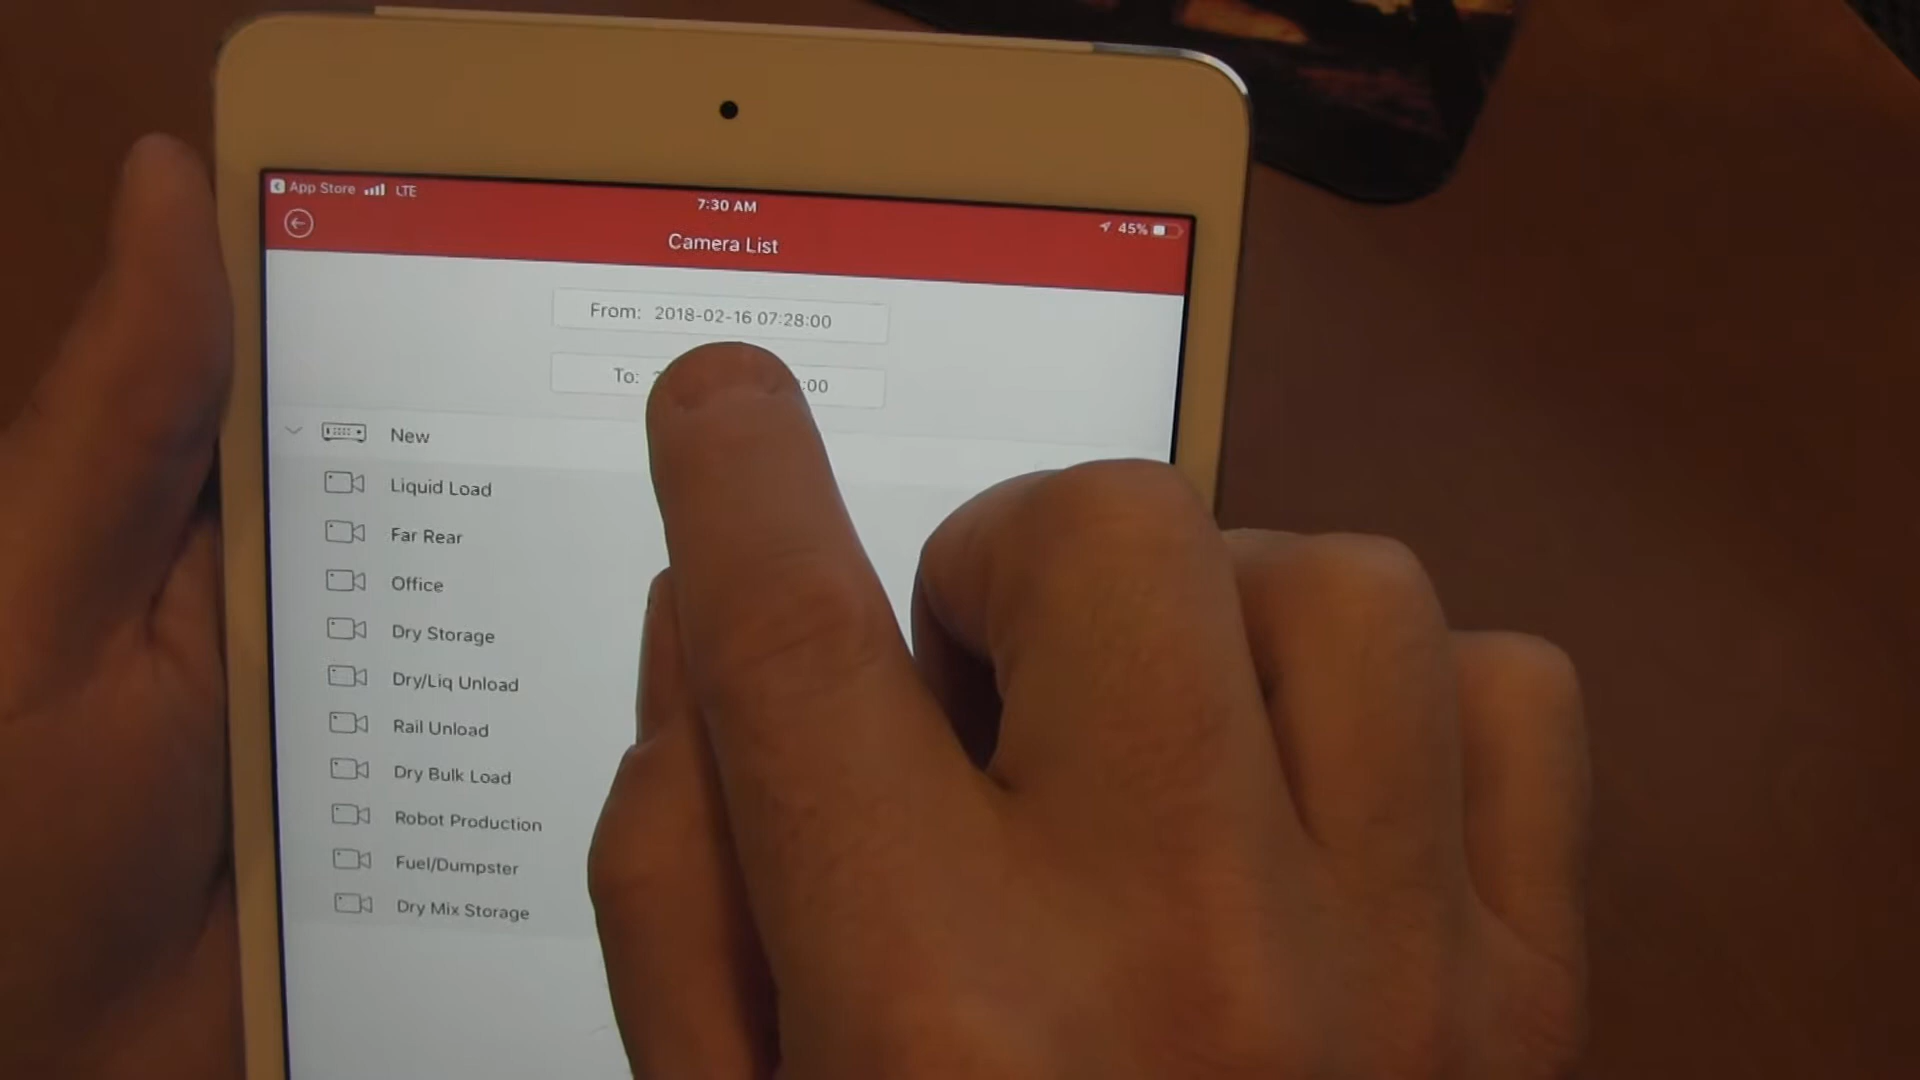 App Store LTE
7:30 AM
45%
Camera List
From: 2018-02-16 07:28:00
To: :00
New
Liquid Load
Far Rear
Office
Dry Storage
Dry/Liq Unload
Rail Unload
Dry Bulk Load
Robot Production
Fuel/Dumpster
Dry Mix Storage